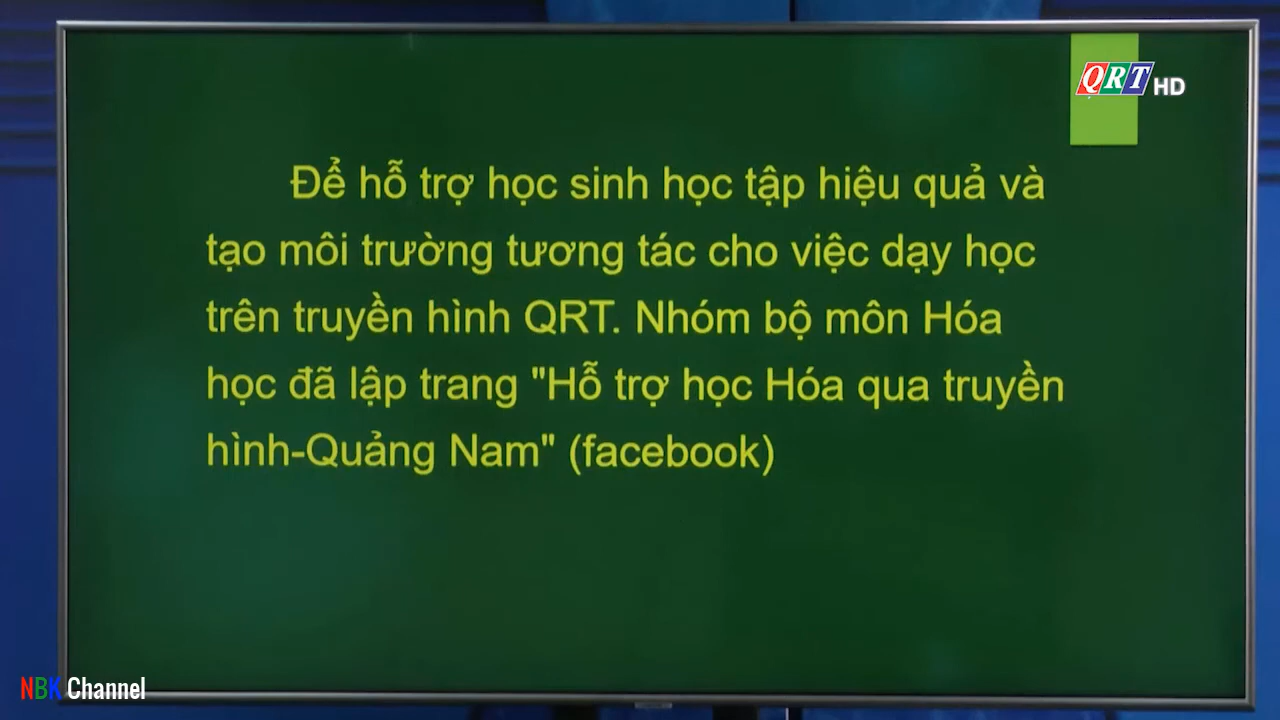 QRT HD
Để hỗ trợ học sinh học tập hiệu quả và
tạo môi trường tương tác cho việc dạy học
trên truyền hình QRT. Nhóm bộ môn Hóa
học đã lập trang "Hỗ trợ học Hóa qua truyền
hình-Quảng Nam" (facebook)
NBK Channel